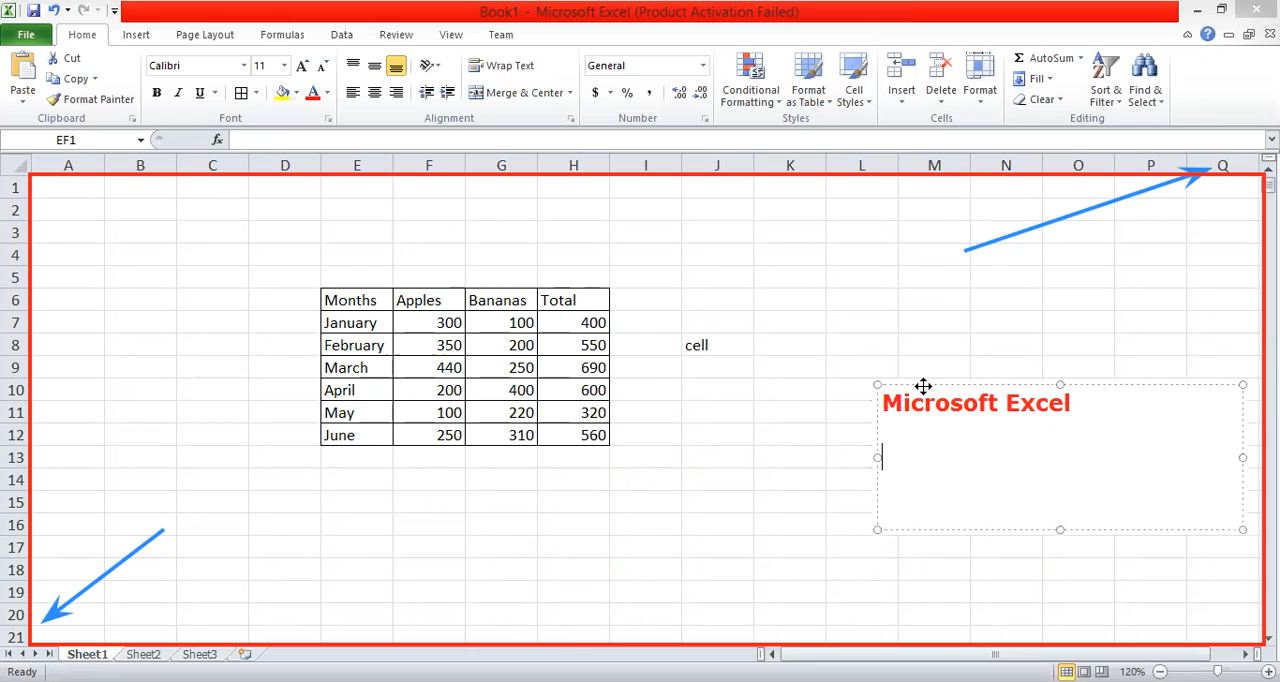 Book1 - Microsoft Excel (Product Activation Failed)
File Home Insert Page Layout Formulas Data Review View Team
Paste
Cut
Copy
Format Painter
Clipboard
Calibri 11
B I U A
Font
Wrap Text
Merge & Center
Alignment
General
$ % ,
Number
Conditional Formatting
Format as Table
Cell Styles
Styles
Insert Delete Format
Cells
AutoSum
Fill
Clear
Sort & Filter
Find & Select
Editing
EF1 fx
A B C D E F G H I J K L M N O P Q
1
2
3
4
5
6 Months Apples Bananas Total
7 January 300 100 400
8 February 350 200 550 cell
9 March 440 250 690
10 April 200 400 600
Microsoft Excel
11 May 100 220 320
12 June 250 310 560
13
14
15
16
17
18
19
20
21
Sheet1 Sheet2 Sheet3
Ready 120%